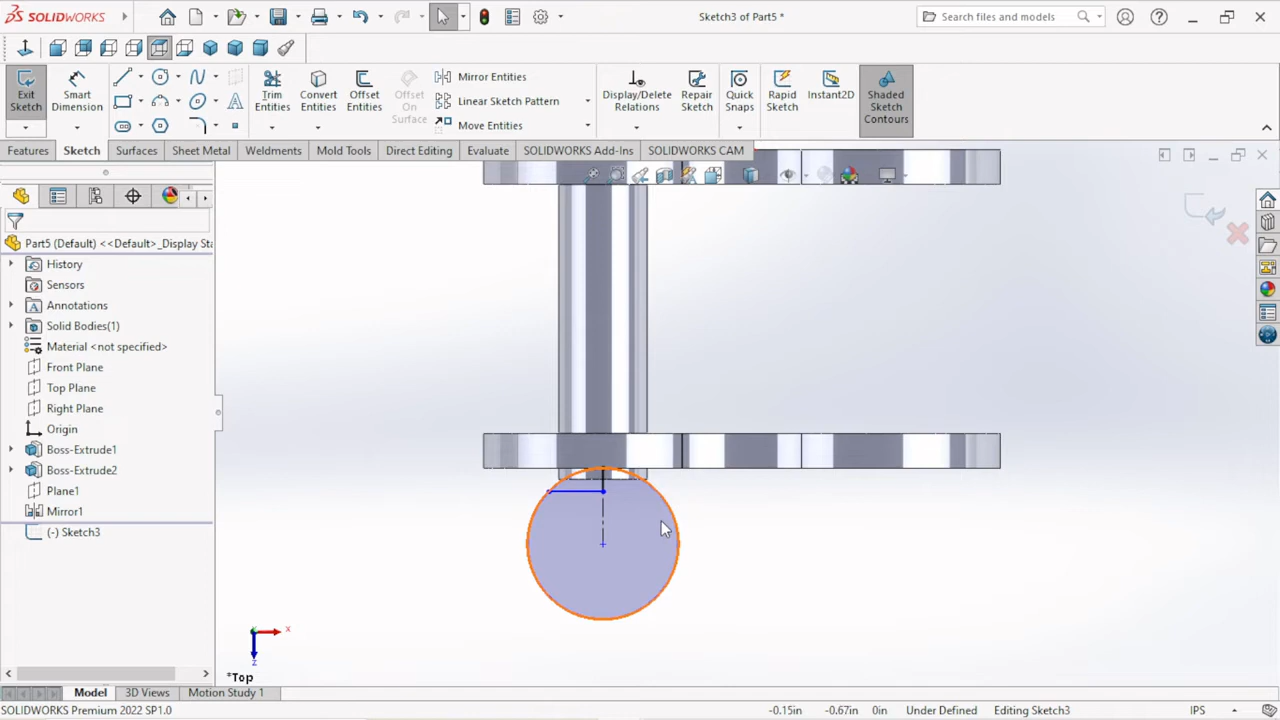 SOLIDWORKS
Sketch3 of Part5 *
Search files and models
Exit Sketch
Smart Dimension
Trim Entities
Convert Entities
Offset Entities
Offset On Surface
Mirror Entities
Linear Sketch Pattern
Move Entities
Display/Delete Relations
Repair Sketch
Quick Snaps
Rapid Sketch
Instant2D
Shaded Sketch Contours
Features
Sketch
Surfaces
Sheet Metal
Weldments
Mold Tools
Direct Editing
Evaluate
SOLIDWORKS Add-Ins
SOLIDWORKS CAM
Part5 (Default) <<Default>_Display Sta
History
Sensors
Annotations
Solid Bodies(1)
Material <not specified>
Front Plane
Top Plane
Right Plane
Origin
Boss-Extrude1
Boss-Extrude2
Plane1
Mirror1
(-) Sketch3
x
z
*Top
Model
3D Views
Motion Study 1
SOLIDWORKS Premium 2022 SP1.0
-0.15in
-0.67in
0in
Under Defined
Editing Sketch3
IPS